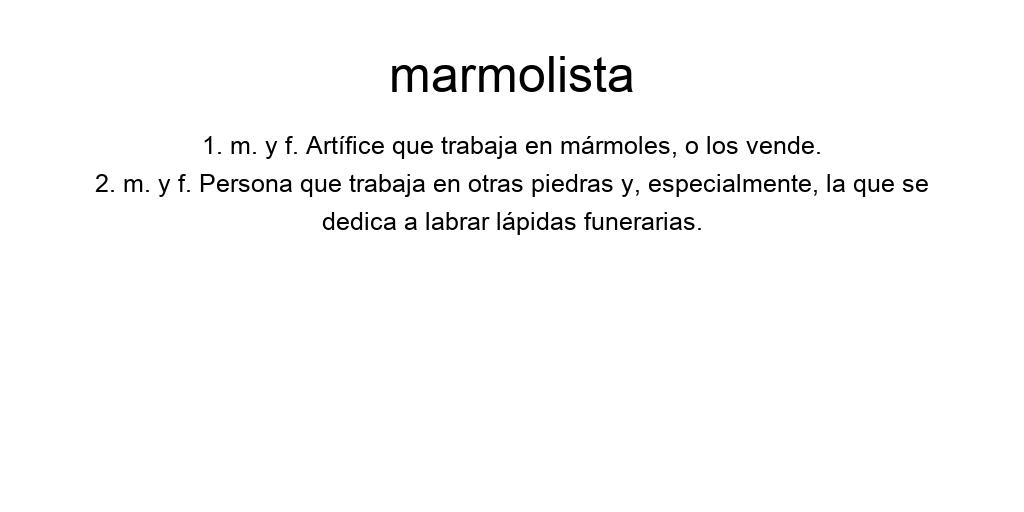 marmolista
1. m. y f. Artífice que trabaja en mármoles, o los vende.
2. m. y f. Persona que trabaja en otras piedras y, especialmente, la que se
dedica a labrar lápidas funerarias.